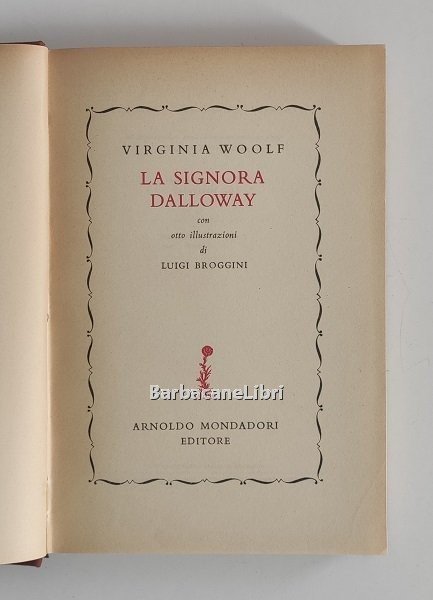 VIRGINIA WOOLF
LA SIGNORA
DALLOWAY
con
otto illustrazioni
di
LUIGI BROGGINI
BarbacaneLibri
ARNOLDO MONDADORI
EDITORE